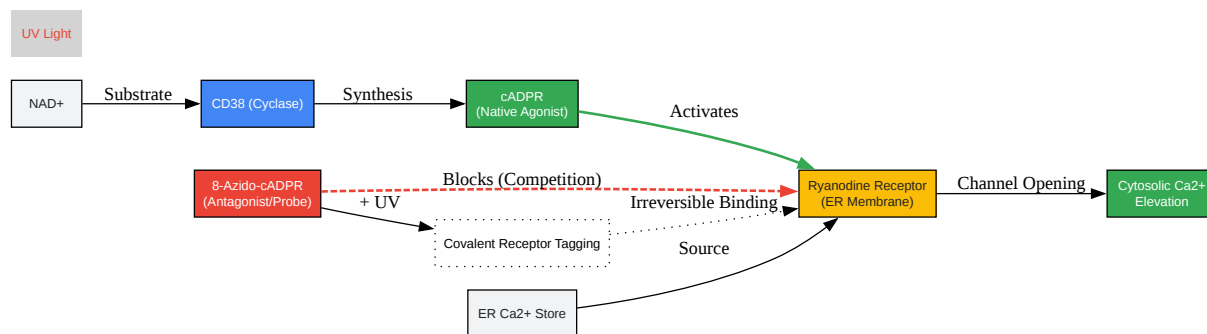 UV Light
NAD+
Substrate
CD38 (Cyclase)
Synthesis
cADPR
(Native Agonist)
Activates
8-Azido-cADPR
(Antagonist/Probe)
Blocks (Competition)
+ UV
Covalent Receptor Tagging
Irreversible Binding
Ryanodine Receptor
(ER Membrane)
Channel Opening
Cytosolic Ca2+
Elevation
Source
ER Ca2+ Store